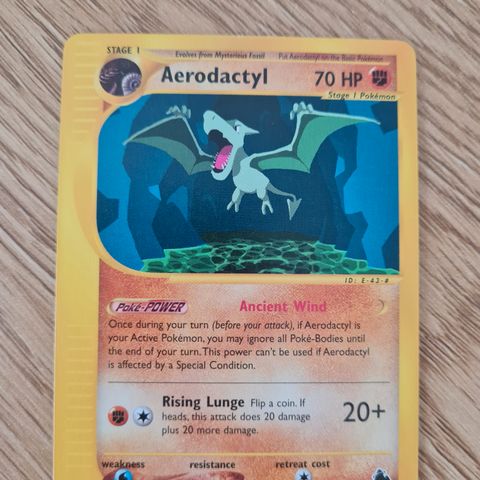 STAGE 1
Evolves from Mysterious Fossil
Put Aerodactyl on the Basic Pokémon
Aerodactyl 70 HP
Stage 1 Pokémon
ID: E-42-#
Poké-POWER Ancient Wind
Once during your turn (before your attack), if Aerodactyl is
your Active Pokémon, you may ignore all Poké-Bodies until
the end of your turn. This power can't be used if Aerodactyl
is affected by a Special Condition.
Rising Lunge Flip a coin. If
heads, this attack does 20 damage
plus 20 more damage.
20+
weakness resistance retreat cost